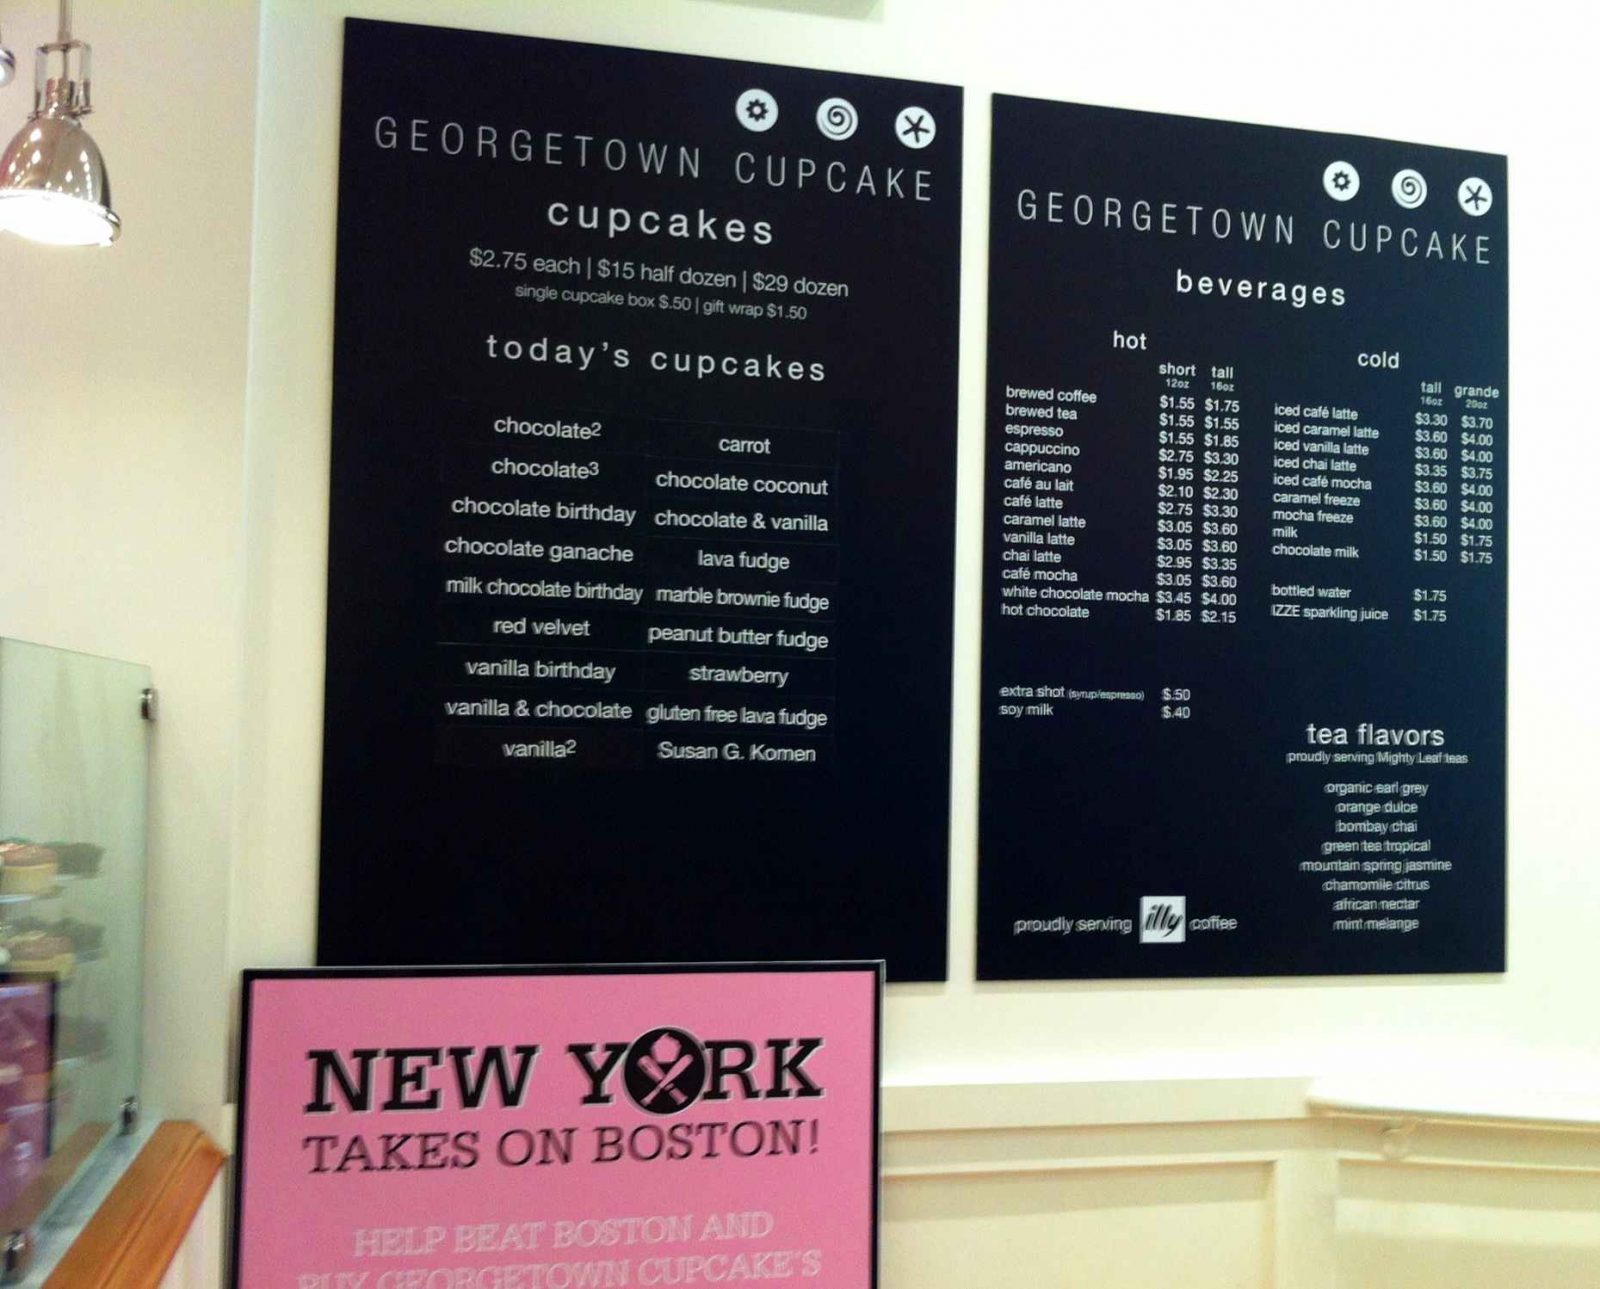 GEORGETOWN CUPCAKE
cupcakes
$2.75 each | $15 half dozen | $29 dozen
single cupcake box $.50 | gift wrap $1.50
today's cupcakes
chocolate² carrot
chocolate³ chocolate coconut
chocolate birthday chocolate & vanilla
chocolate ganache lava fudge
milk chocolate birthday marble brownie fudge
red velvet peanut butter fudge
vanilla birthday strawberry
vanilla & chocolate gluten free lava fudge
vanilla² Susan G. Komen
GEORGETOWN CUPCAKE
beverages
hot
short tall
12oz 16oz
brewed coffee $1.55 $1.75
brewed tea $1.55 $1.55
espresso $1.55 $1.85
cappuccino $2.75 $3.30
americano $1.95 $2.25
café au lait $2.10 $2.30
café latte $2.75 $3.30
caramel latte $3.05 $3.60
vanilla latte $3.05 $3.60
chai latte $2.95 $3.35
café mocha $3.05 $3.60
white chocolate mocha $3.45 $4.00
hot chocolate $1.85 $2.15
extra shot (syrup/espresso) $.50
soy milk $.40
proudly serving illy coffee
cold
tall grande
16oz 20oz
iced café latte $3.30 $3.70
iced caramel latte $3.60 $4.00
iced vanilla latte $3.60 $4.00
iced chai latte $3.35 $3.75
iced café mocha $3.60 $4.00
caramel freeze $3.60 $4.00
mocha freeze $3.60 $4.00
milk $1.50 $1.75
chocolate milk $1.50 $1.75
bottled water $1.75
IZZE sparkling juice $1.75
tea flavors
proudly serving Mighty Leaf teas
organic earl grey
orange dulce
bombay chai
green tea tropical
mountain spring jasmine
chamomile citrus
african nectar
mint melange
NEW YORK
TAKES ON BOSTON!
HELP BEAT BOSTON AND
BUY GEORGETOWN CUPCAKE'S